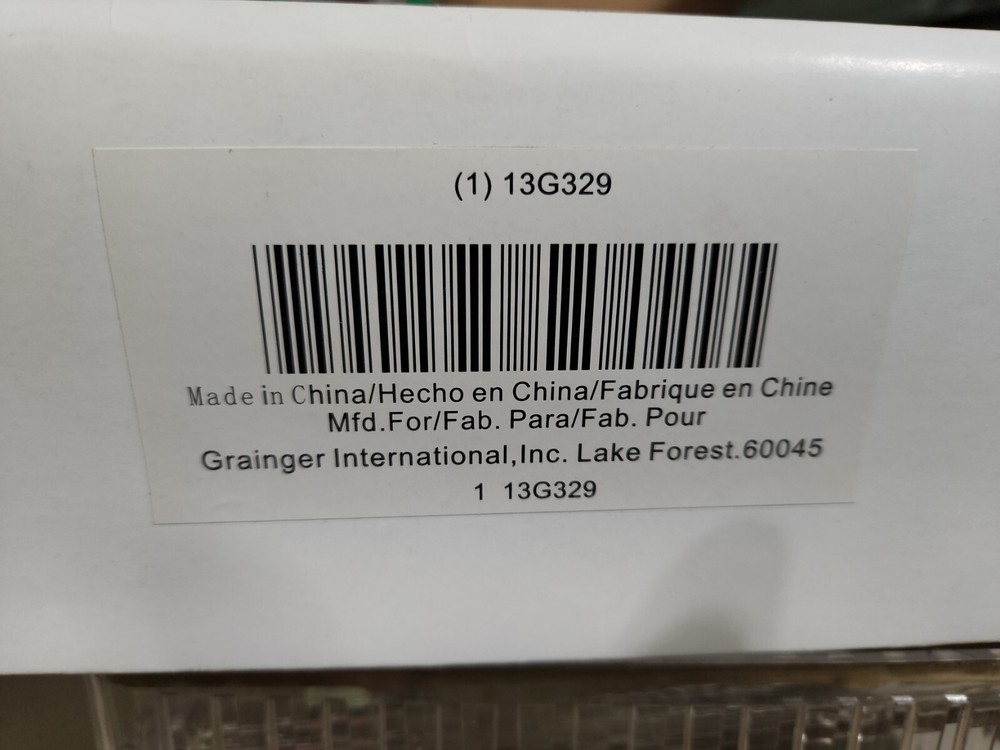 (1) 13G329
Made in China/Hecho en China/Fabrique en Chine
Mfd.For/Fab. Para/Fab. Pour
Grainger International,Inc. Lake Forest.60045
1 13G329